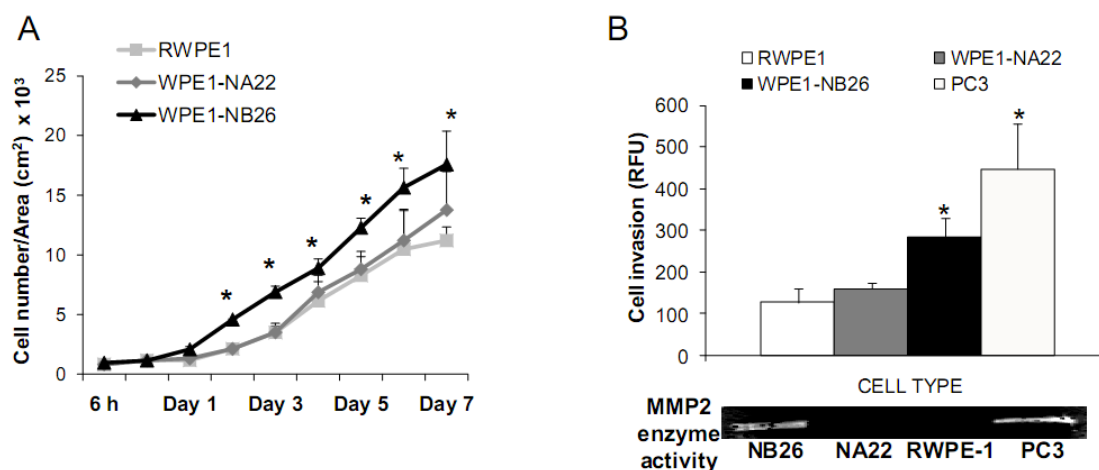 A
RWPE1
WPE1-NA22
WPE1-NB26
Cell number/Area (cm²) x 10³
25
20
15
10
5
0
* * * * * *
6 h Day 1 Day 3 Day 5 Day 7
B
RWPE1 WPE1-NA22
WPE1-NB26 PC3
Cell invasion (RFU)
600
500
400
300
200
100
0
* *
CELL TYPE
MMP2
enzyme
activity
NB26 NA22 RWPE-1 PC3